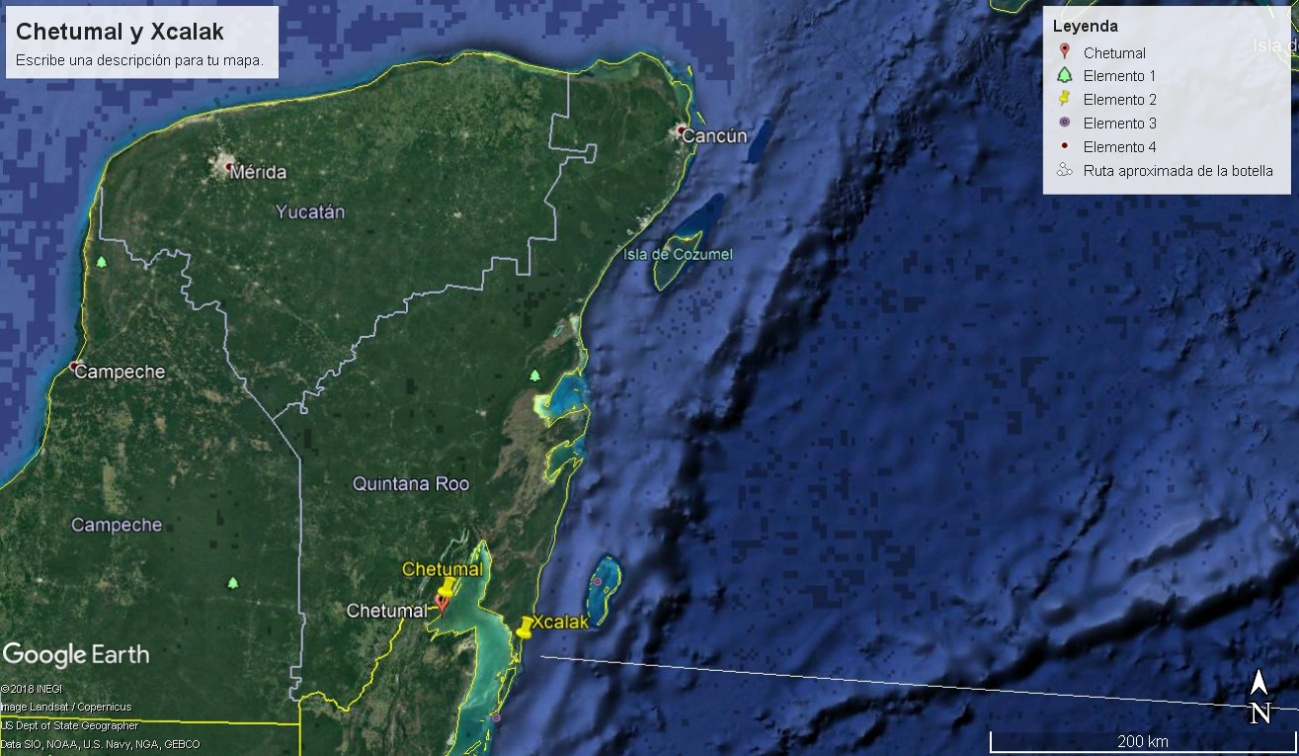 Chetumal y Xcalak
Escribe una descripción para tu mapa.
Leyenda
Chetumal
Elemento 1
Elemento 2
Elemento 3
Elemento 4
Ruta aproximada de la botella
Isla d
Cancún
Mérida
Yucatán
Isla de Cozumel
Campeche
Quintana Roo
Campeche
Chetumal
Chetumal
Xcalak
Google Earth
©2018 INEGI
Image Landsat / Copernicus
US Dept of State Geographer
Data SIO, NOAA, U.S. Navy, NGA, GEBCO
N
200 km